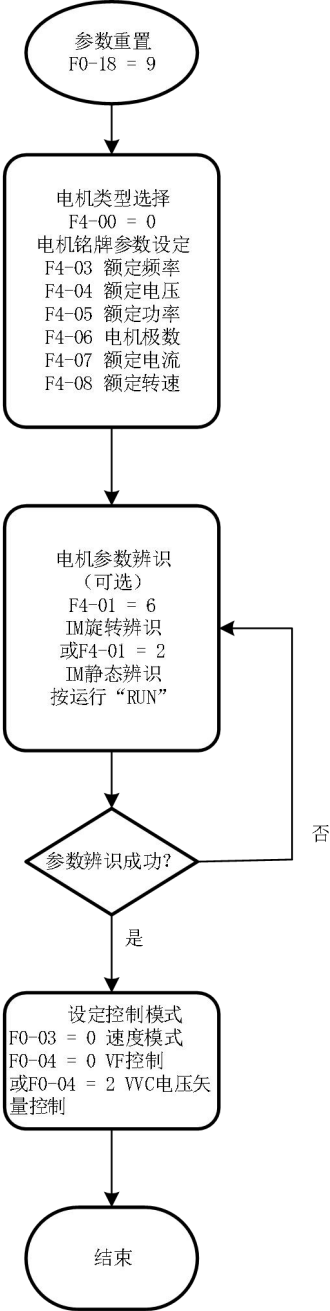 参数重置
F0-18 = 9
电机类型选择
F4-00 = 0
电机铭牌参数设定
F4-03 额定频率
F4-04 额定电压
F4-05 额定功率
F4-06 电机极数
F4-07 额定电流
F4-08 额定转速
电机参数辨识
（可选）
F4-01 = 6
IM旋转辨识
或F4-01 = 2
IM静态辨识
按运行“RUN”
参数辨识成功?
否
是
设定控制模式
F0-03 = 0 速度模式
F0-04 = 0 VF控制
或F0-04 = 2 VVC电压矢
量控制
结束